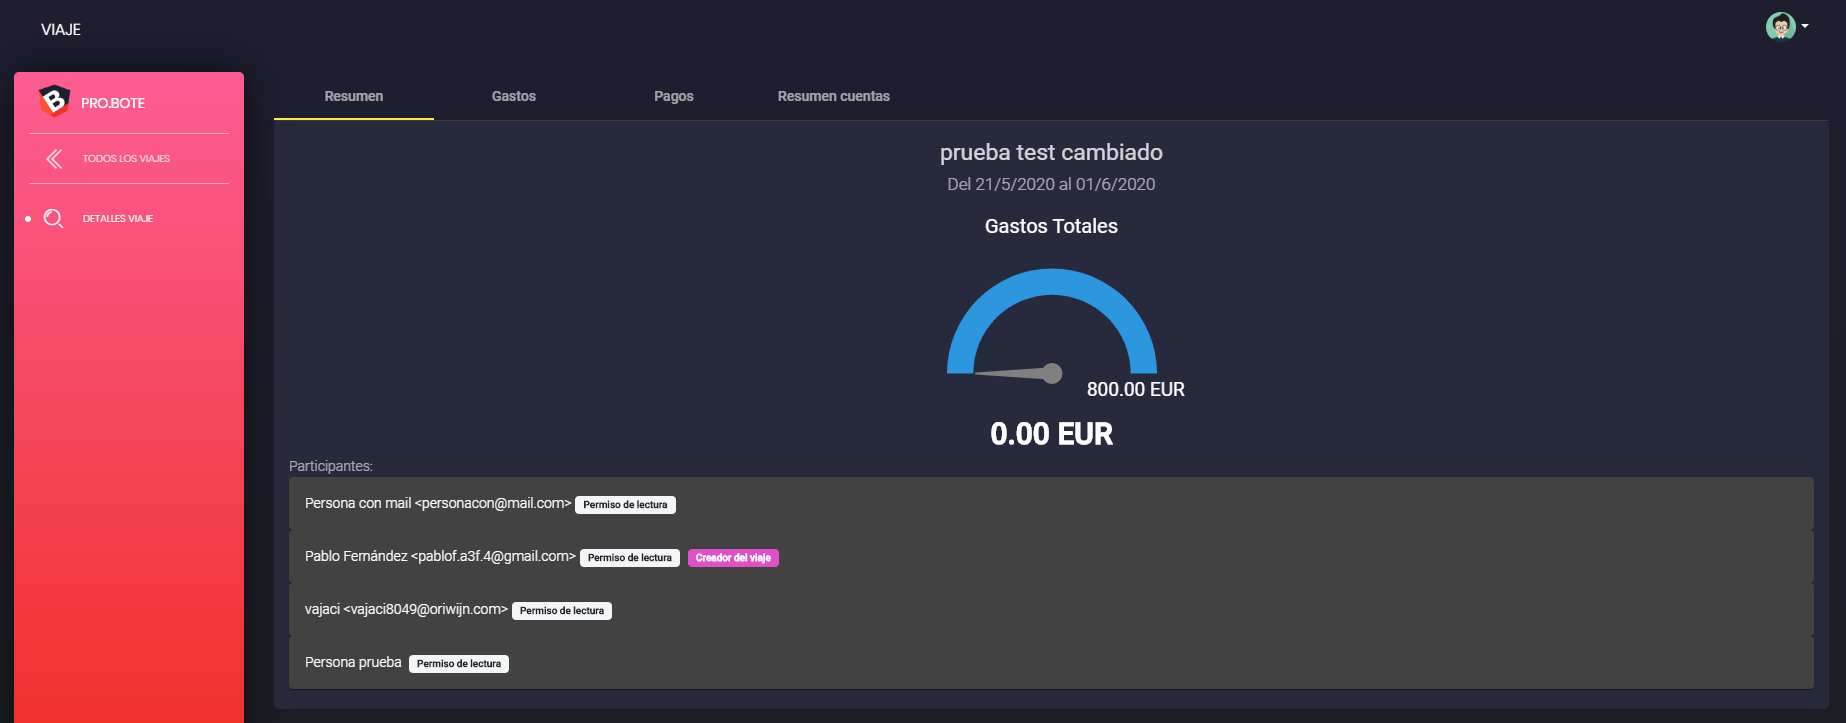 VIAJE
PRO.BOTE
TODOS LOS VIAJES
DETALLES VIAJE
Resumen Gastos Pagos Resumen cuentas
prueba test cambiado
Del 21/5/2020 al 01/6/2020
Gastos Totales
800.00 EUR
0.00 EUR
Participantes:
Persona con mail <personacon@mail.com> Permiso de lectura
Pablo Fernández <pablof.a3f.4@gmail.com> Permiso de lectura Creador del viaje
vajaci <vajaci8049@oriwijn.com> Permiso de lectura
Persona prueba Permiso de lectura